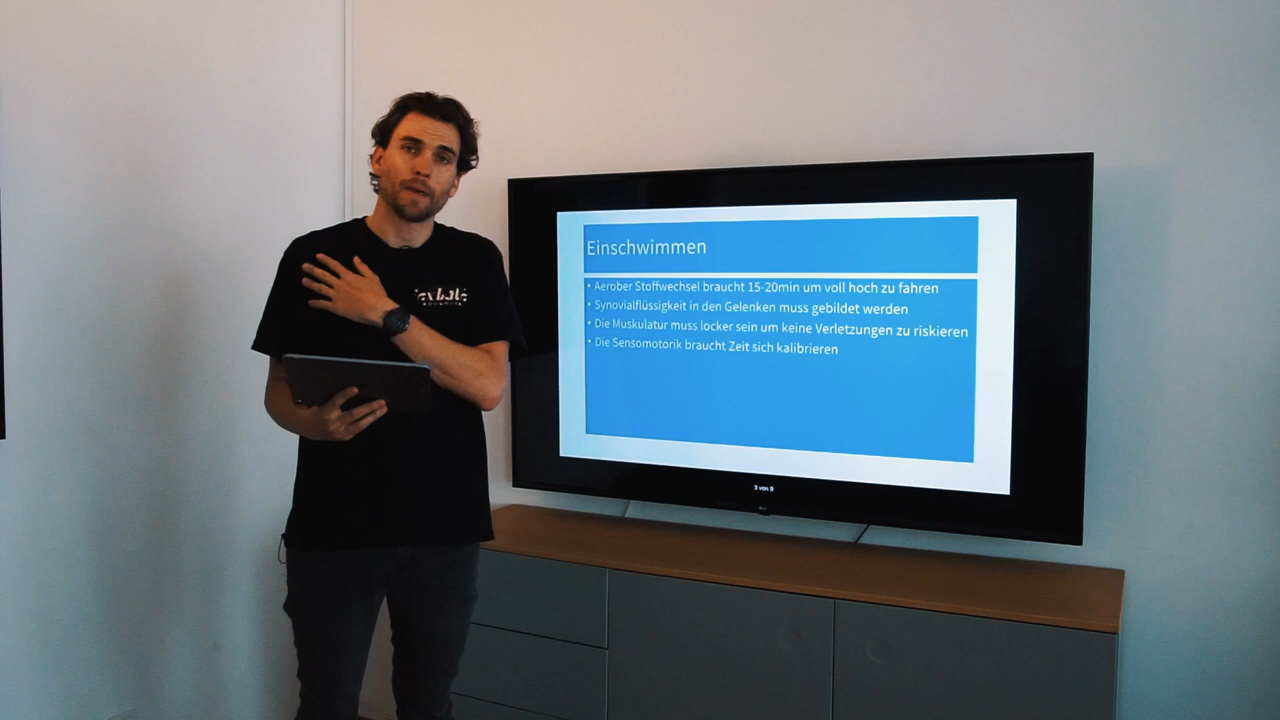 Einschwimmen
• Aerober Stoffwechsel braucht 15-20min um voll hoch zu fahren
• Synovialflüssigkeit in den Gelenken muss gebildet werden
• Die Muskulatur muss locker sein um keine Verletzungen zu riskieren
• Die Sensomotorik braucht Zeit sich kalibrieren
3 von 9